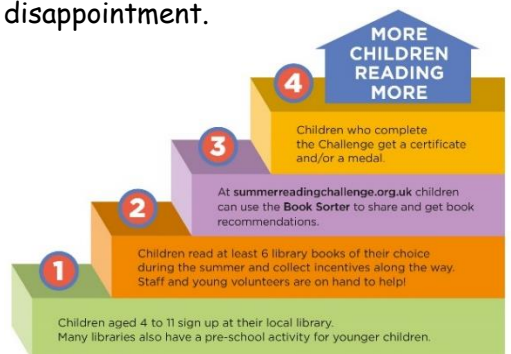 disappointment.
MORE
CHILDREN
READING
MORE
4
Children who complete
the Challenge get a certificate
and/or a medal.
3
At summerreadingchallenge.org.uk children
can use the Book Sorter to share and get book
recommendations.
2
Children read at least 6 library books of their choice
during the summer and collect incentives along the way.
Staff and young volunteers are on hand to help!
1
Children aged 4 to 11 sign up at their local library.
Many libraries also have a pre-school activity for younger children.